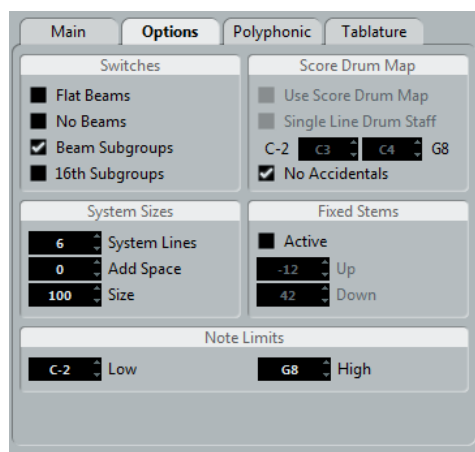 Main Options Polyphonic Tablature
Switches
Flat Beams
No Beams
Beam Subgroups
16th Subgroups
Score Drum Map
Use Score Drum Map
Single Line Drum Staff
C-2 C3 C4 G8
No Accidentals
System Sizes
6 System Lines
0 Add Space
100 Size
Fixed Stems
Active
-12 Up
42 Down
Note Limits
C-2 Low G8 High